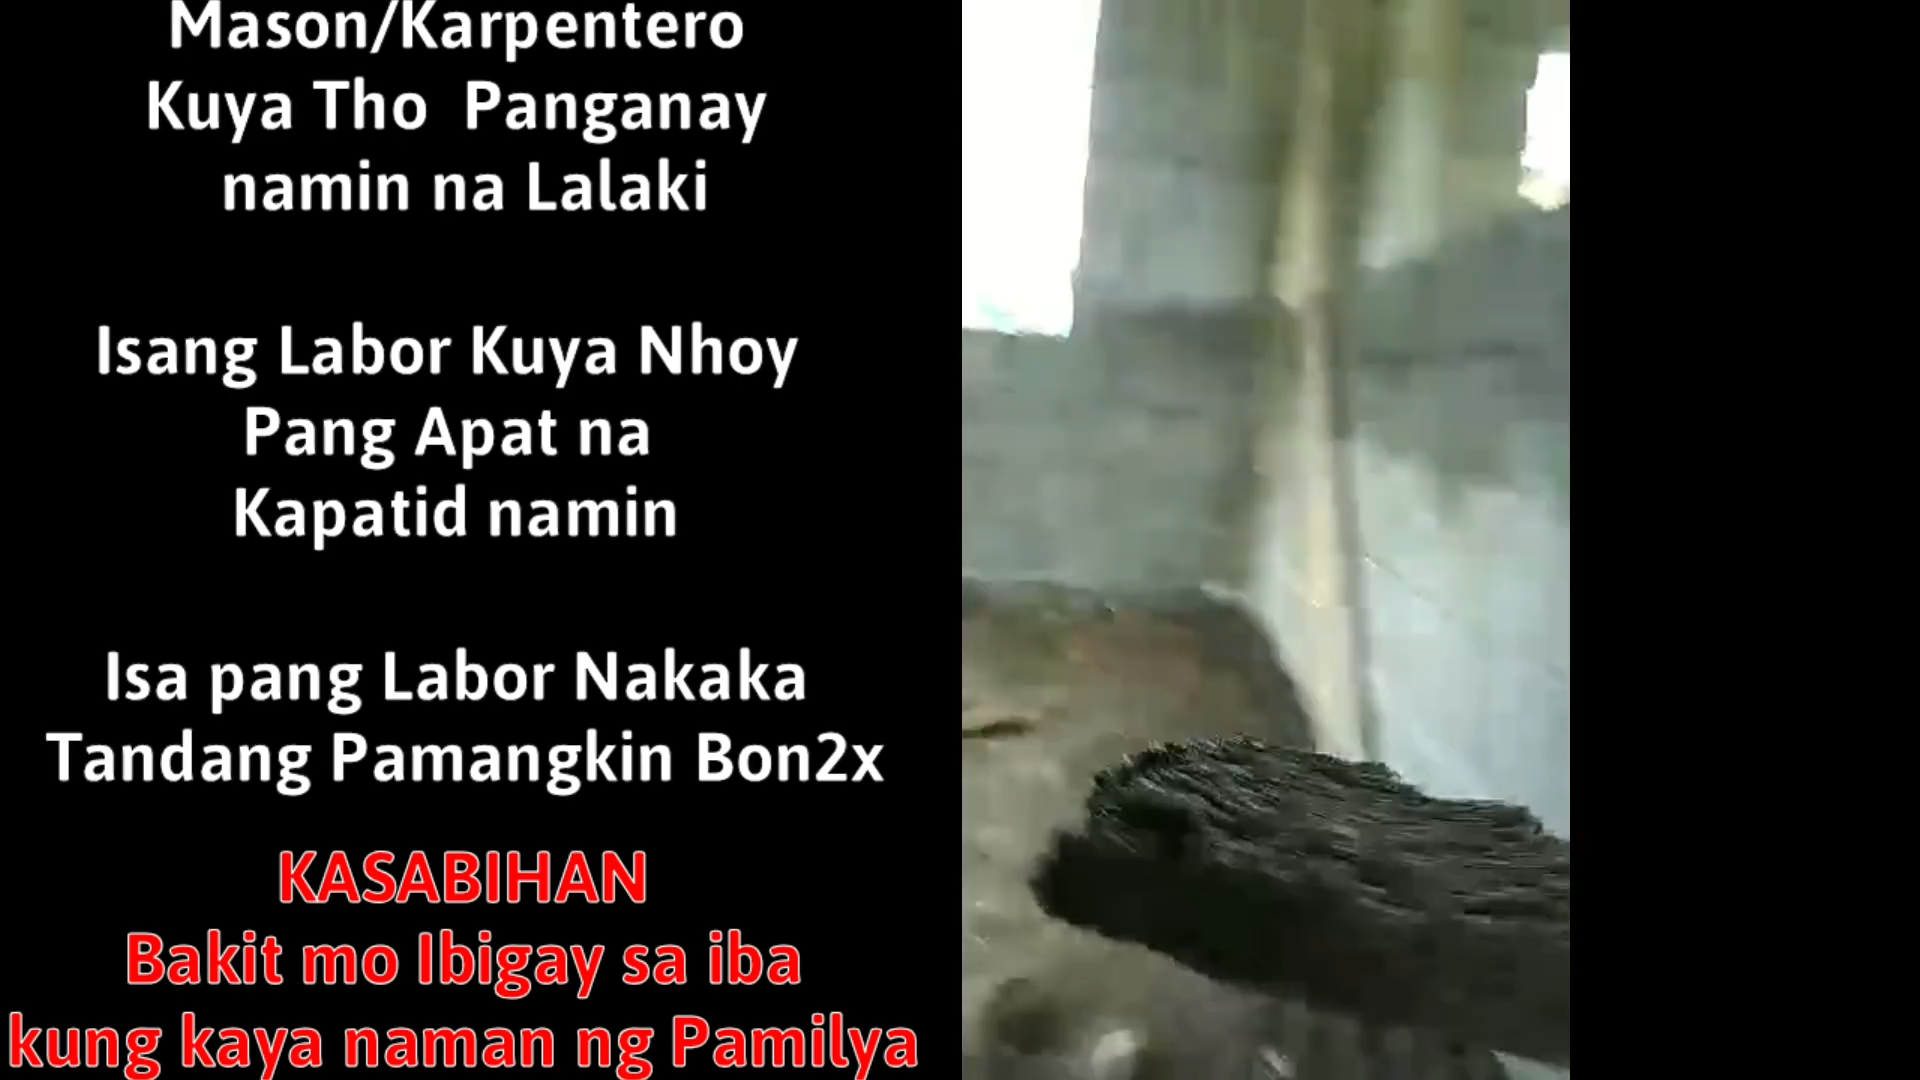 Mason/Karpentero
Kuya Tho Panganay
namin na Lalaki
Isang Labor Kuya Nhoy
Pang Apat na
Kapatid namin
Isa pang Labor Nakaka
Tandang Pamangkin Bon2x
KASABIHAN
Bakit mo Ibigay sa iba
kung kaya naman ng Pamilya